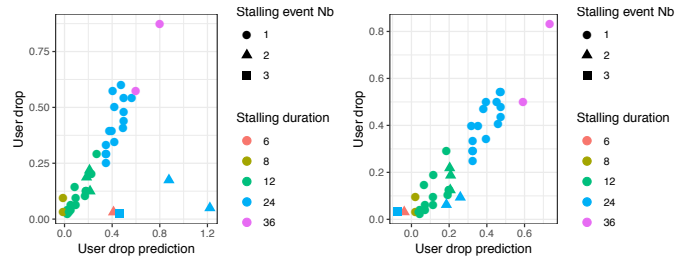 Stalling event Nb
1
2
3
Stalling duration
6
8
12
24
36
0.75
0.50
0.25
0.00
User drop
0.0 0.4 0.8 1.2
User drop prediction
Stalling event Nb
1
2
3
Stalling duration
6
8
12
24
36
0.8
0.6
0.4
0.2
0.0
User drop
0.0 0.2 0.4 0.6
User drop prediction